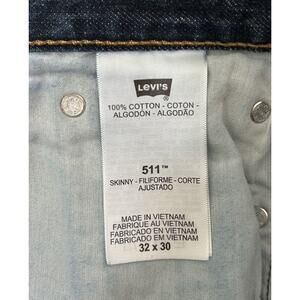 Levi's
®
100% COTTON - COTON -
ALGODÓN - ALGODÃO
511™
SKINNY - FILIFORME - CORTE
AJUSTADO
MADE IN VIETNAM
FABRIQUE AU VIETNAM
FABRICADO EN VIETNAM
FABRICADO EM VIETNAM
32 x 30